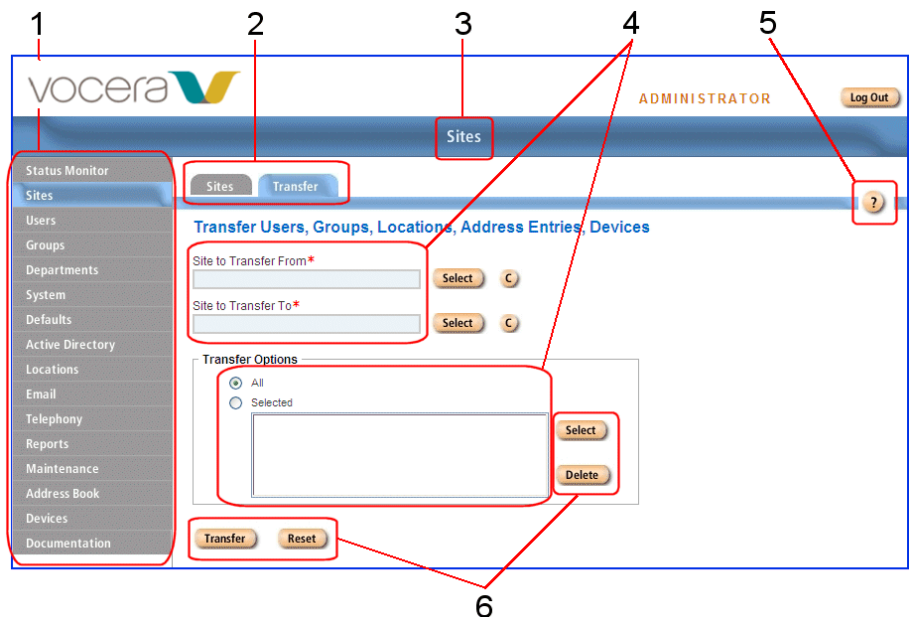 1 2 3 4 5
vocera
ADMINISTRATOR
Log Out
Sites
Status Monitor
Sites
Users
Groups
Departments
System
Defaults
Active Directory
Locations
Email
Telephony
Reports
Maintenance
Address Book
Devices
Documentation
Sites Transfer
?
Transfer Users, Groups, Locations, Address Entries, Devices
Site to Transfer From*
Select C
Site to Transfer To*
Select C
Transfer Options
All
Selected
Select
Delete
Transfer Reset
6